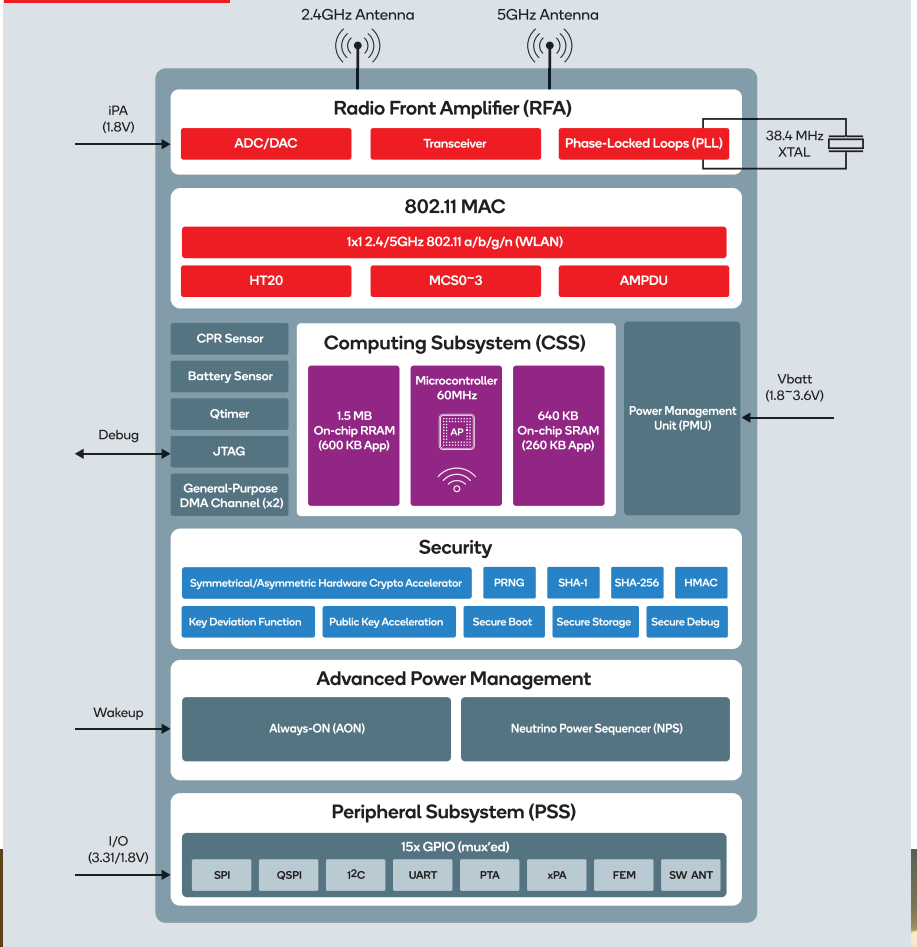 2.4GHz Antenna
5GHz Antenna
iPA
(1.8V)
Radio Front Amplifier (RFA)
ADC/DAC
Transceiver
Phase-Locked Loops (PLL)
38.4 MHz
XTAL
802.11 MAC
1x1 2.4/5GHz 802.11 a/b/g/n (WLAN)
HT20
MCS0~3
AMPDU
CPR Sensor
Battery Sensor
Qtimer
JTAG
General-Purpose
DMA Channel (x2)
Debug
Computing Subsystem (CSS)
1.5 MB
On-chip RRAM
(600 KB App)
Microcontroller
60MHz
AP
640 KB
On-chip SRAM
(260 KB App)
Power Management
Unit (PMU)
Vbatt
(1.8~3.6V)
Security
Symmetrical/Asymmetric Hardware Crypto Accelerator
PRNG
SHA-1
SHA-256
HMAC
Key Deviation Function
Public Key Acceleration
Secure Boot
Secure Storage
Secure Debug
Advanced Power Management
Wakeup
Always-ON (AON)
Neutrino Power Sequencer (NPS)
Peripheral Subsystem (PSS)
I/O
(3.31/1.8V)
15x GPIO (mux'ed)
SPI
QSPI
I²C
UART
PTA
xPA
FEM
SW ANT